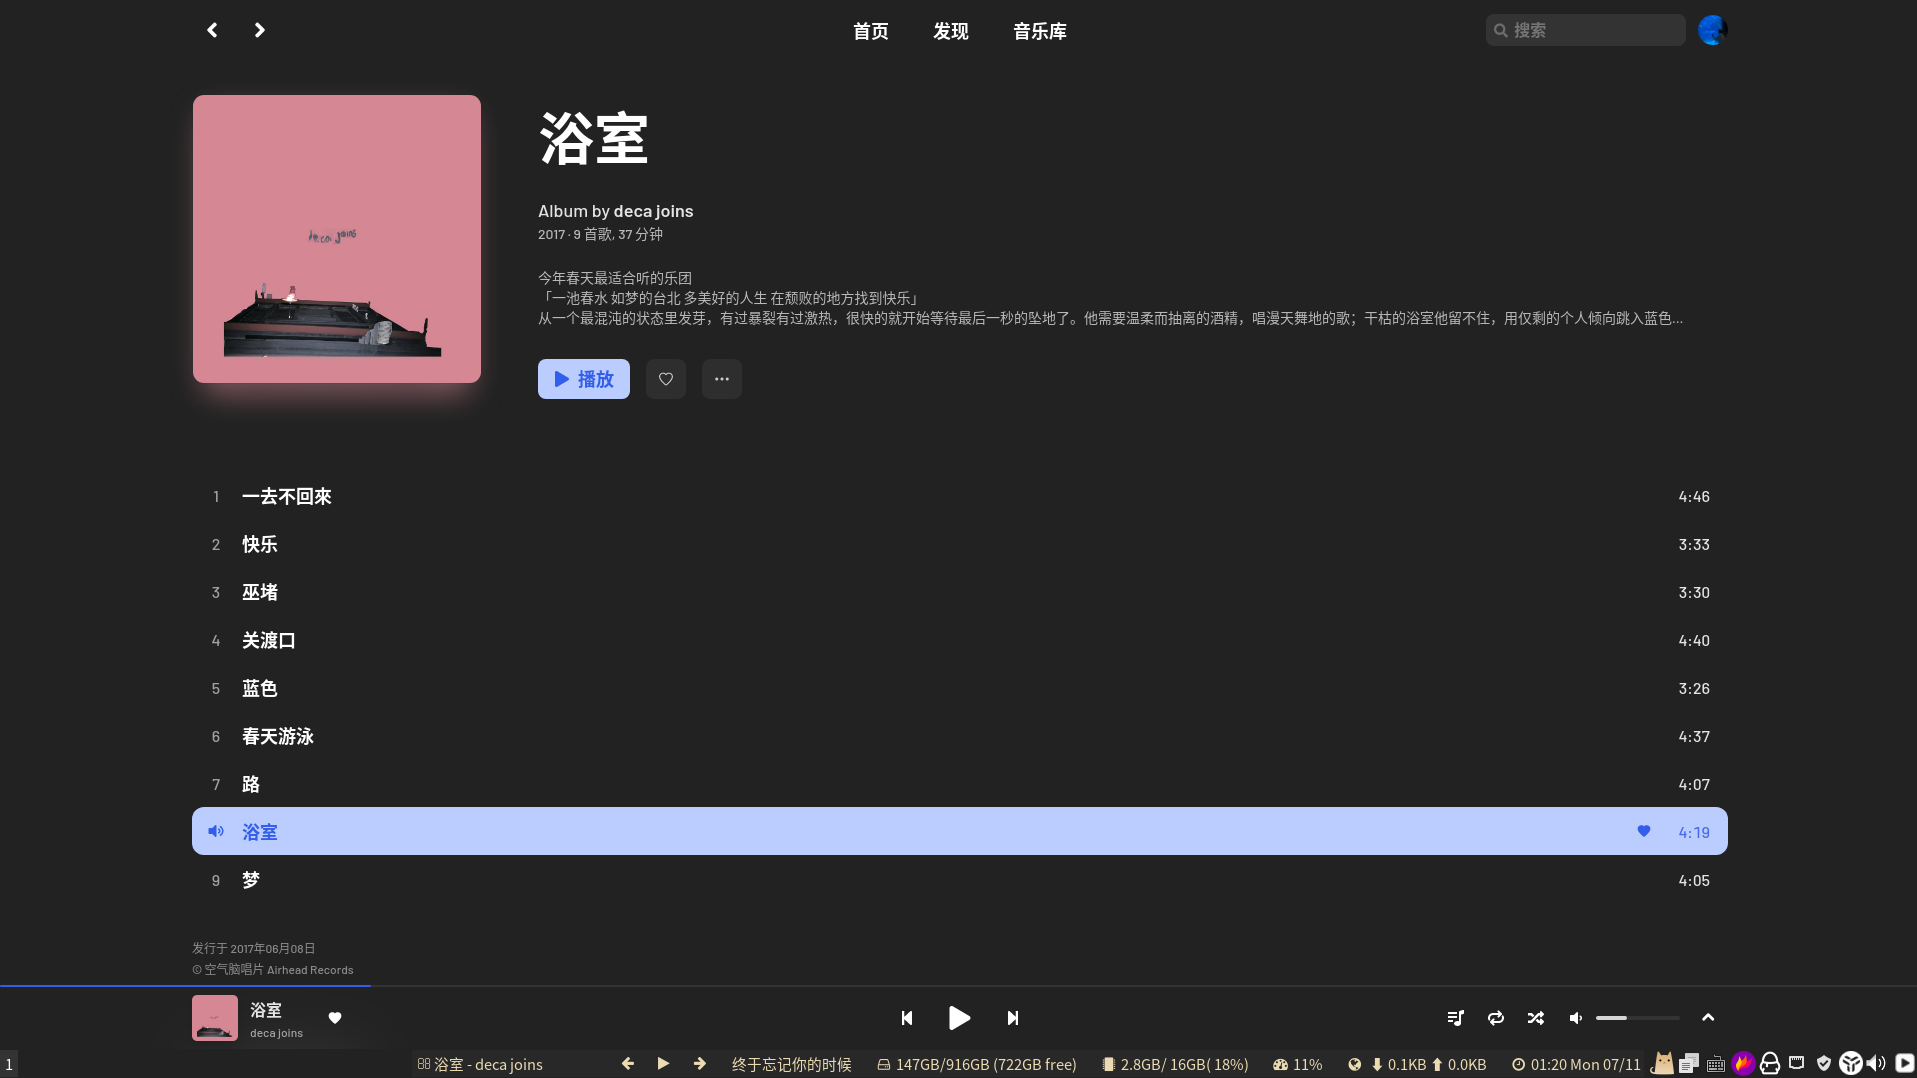 首页 发现 音乐库 搜索
deca joins
浴室
Album by deca joins
2017 · 9 首歌, 37 分钟
今年春天最适合听的乐团
「一池春水 如梦的台北 多美好的人生 在颓败的地方找到快乐」
从一个最混沌的状态里发芽，有过暴裂有过激热，很快的就开始等待最后一秒的坠地了。他需要温柔而抽离的酒精，唱漫天舞地的歌；干枯的浴室他留不住，用仅剩的个人倾向跳入蓝色...
播放
1 一去不回來 4:46
2 快乐 3:33
3 巫堵 3:30
4 关渡口 4:40
5 蓝色 3:26
6 春天游泳 4:37
7 路 4:07
浴室 4:19
9 梦 4:05
发行于 2017年06月08日
© 空气脑唱片 Airhead Records
浴室
deca joins
1 浴室 - deca joins 终于忘记你的时候 147GB/916GB (722GB free) 2.8GB/ 16GB( 18%) 11% 0.1KB 0.0KB 01:20 Mon 07/11